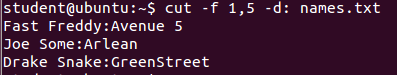 student@ubuntu:~$ cut -f 1,5 -d: names.txt
Fast Freddy:Avenue 5
Joe Some:Arlean
Drake Snake:GreenStreet